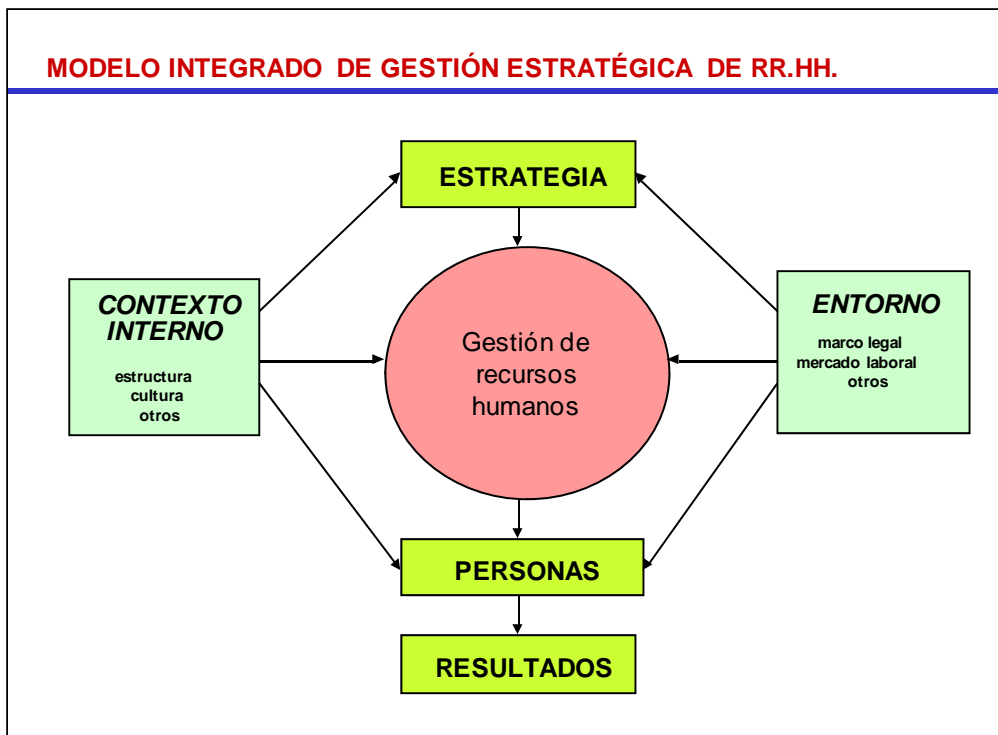 MODELO INTEGRADO DE GESTIÓN ESTRATÉGICA DE RR.HH.
ESTRATEGIA
CONTEXTO
INTERNO
estructura
cultura
otros
Gestión de
recursos
humanos
ENTORNO
marco legal
mercado laboral
otros
PERSONAS
RESULTADOS